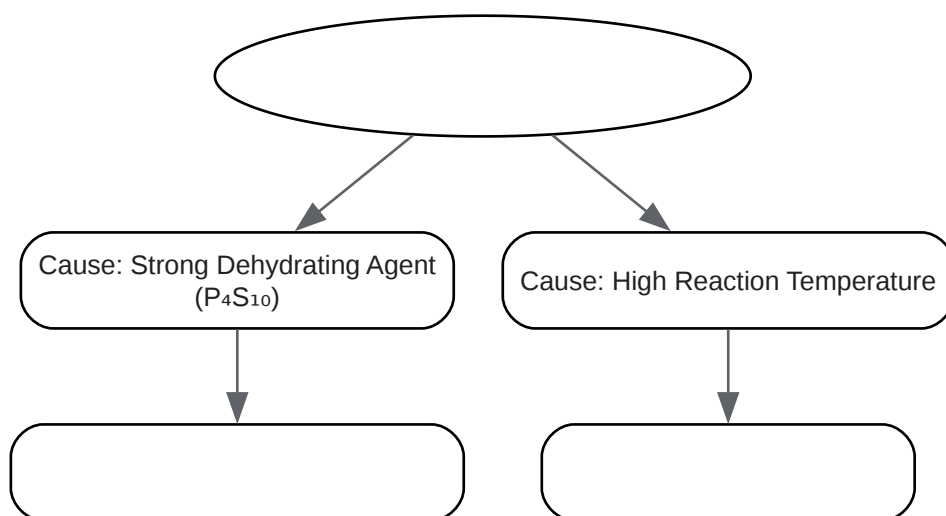 Cause: Strong Dehydrating Agent
(P₄S₁₀)
Cause: High Reaction Temperature